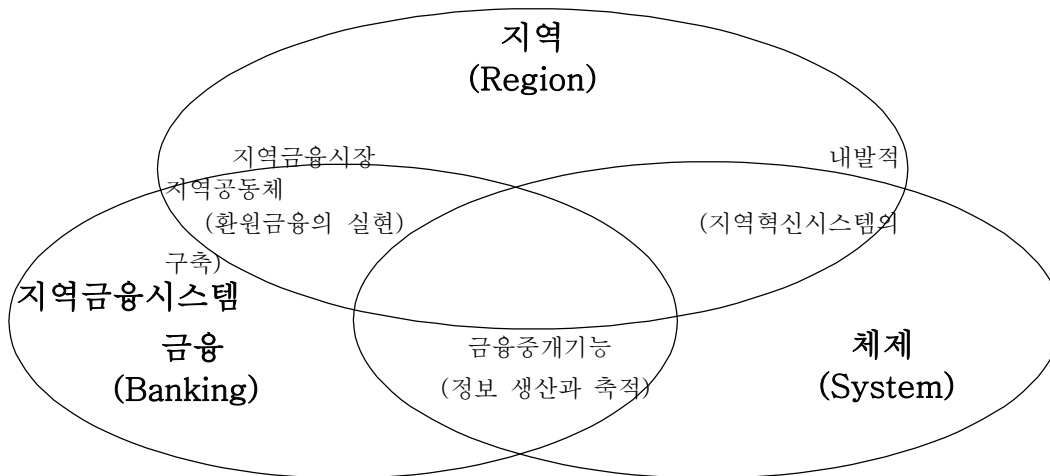 지역
(Region)
지역금융시장
내발적
지역공동체
(환원금융의 실현)
(지역혁신시스템의
구축)
지역금융시스템
금융
(Banking)
금융중개기능
(정보 생산과 축적)
체제
(System)